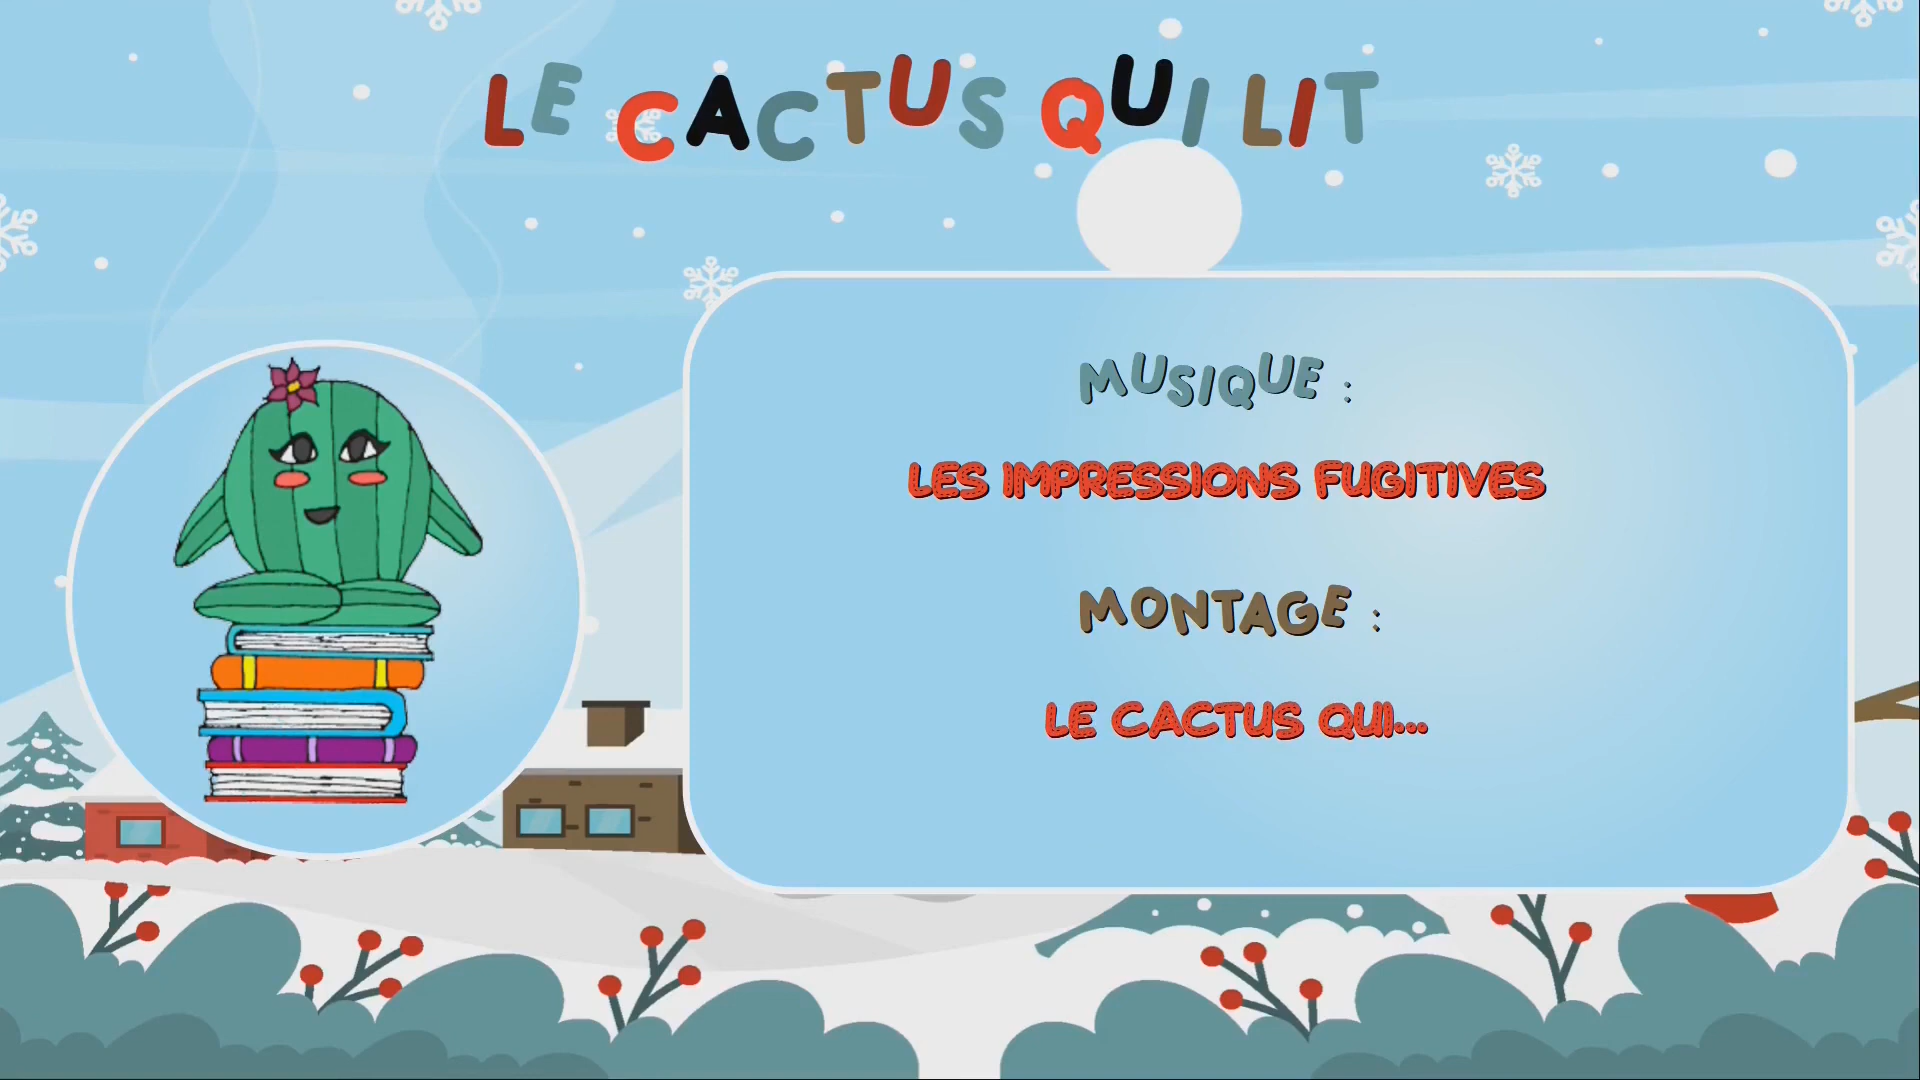 LE CACTUS QUI LIT
MUSIQUE :
LES IMPRESSIONS FUGITIVES
MONTAGE :
LE CACTUS QUI...